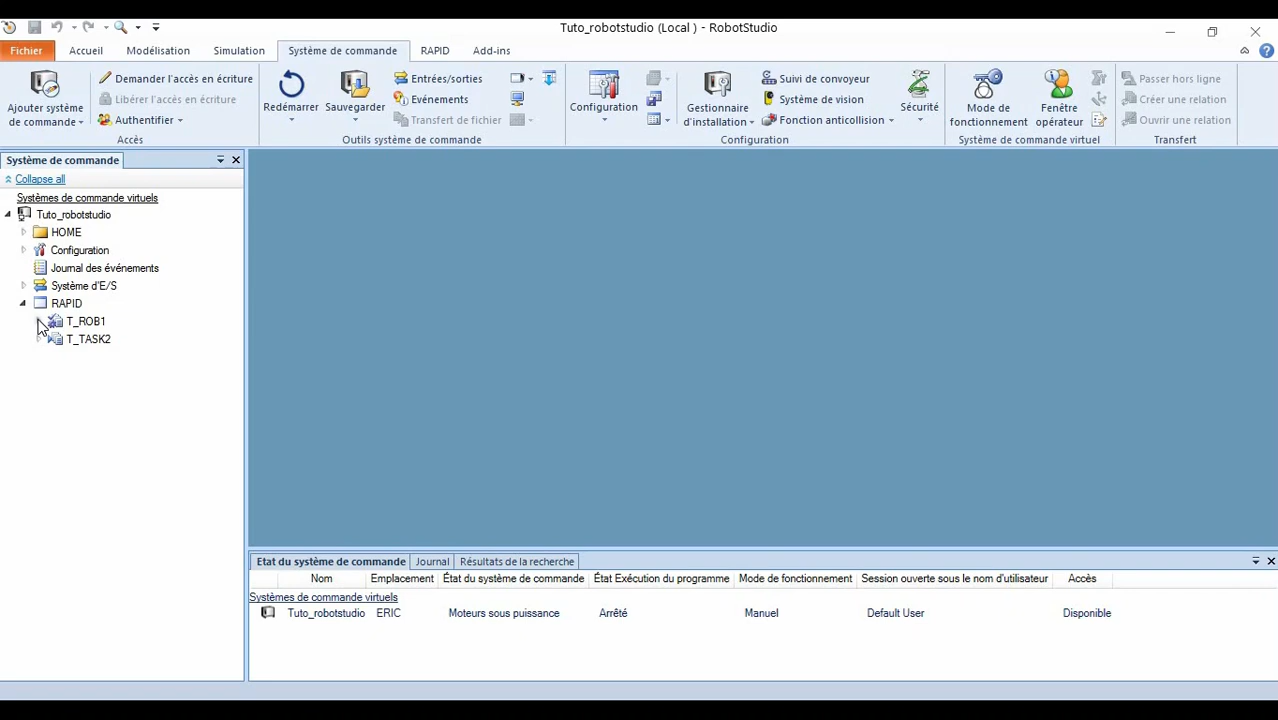 Tuto_robotstudio (Local ) - RobotStudio
Fichier Accueil Modélisation Simulation Système de commande RAPID Add-ins
Ajouter système de commande
Demander l'accès en écriture
Libérer l'accès en écriture
Authentifier
Accès
Redémarrer
Sauvegarder
Entrées/sorties
Evénements
Transfert de fichier
Outils système de commande
Configuration
Gestionnaire d'installation
Suivi de convoyeur
Système de vision
Fonction anticollision
Sécurité
Configuration
Mode de fonctionnement
Fenêtre opérateur
Système de commande virtuel
Passer hors ligne
Créer une relation
Ouvrir une relation
Transfert
Système de commande
Collapse all
Systèmes de commande virtuels
Tuto_robotstudio
HOME
Configuration
Journal des événements
Système d'E/S
RAPID
T_ROB1
T_TASK2
Etat du système de commande Journal Résultats de la recherche
Nom Emplacement État du système de commande État Exécution du programme Mode de fonctionnement Session ouverte sous le nom d'utilisateur Accès
Systèmes de commande virtuels
Tuto_robotstudio ERIC Moteurs sous puissance Arrêté Manuel Default User Disponible